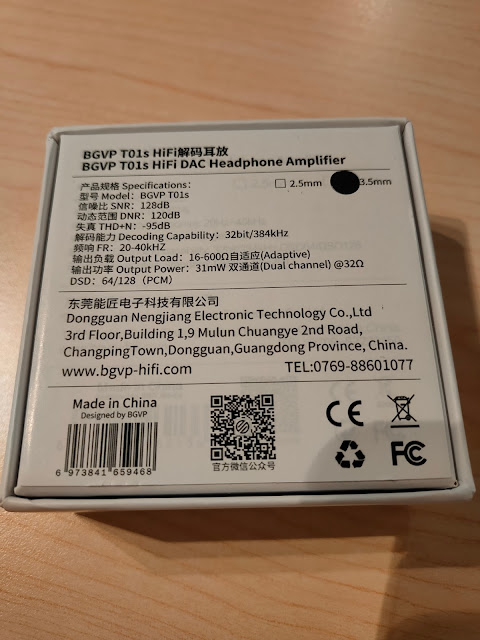 BGVP T01s HiFi解码耳放
BGVP T01s HiFi DAC Headphone Amplifier
产品规格 Specifications: 2.5mm 3.5mm
型号 Model: BGVP T01s
信噪比 SNR: 128dB
动态范围 DNR: 120dB
失真 THD+N: -95dB
解码能力 Decoding Capability: 32bit/384kHz
频响 FR: 20-40kHZ
输出负载 Output Load: 16-600Ω自适应(Adaptive)
输出功率 Output Power: 31mW 双通道(Dual channel) @32Ω
DSD: 64/128 (PCM)
东莞能匠电子科技有限公司
Dongguan Nengjiang Electronic Technology Co.,Ltd
3rd Floor,Building 1,9 Mulun Chuangye 2nd Road,
ChangpingTown,Dongguan,Guangdong Province, China.
www.bgvp-hifi.com TEL:0769-88601077
Made in China
Designed by BGVP
6 973841 659468
官方微信公众号
CE
FC